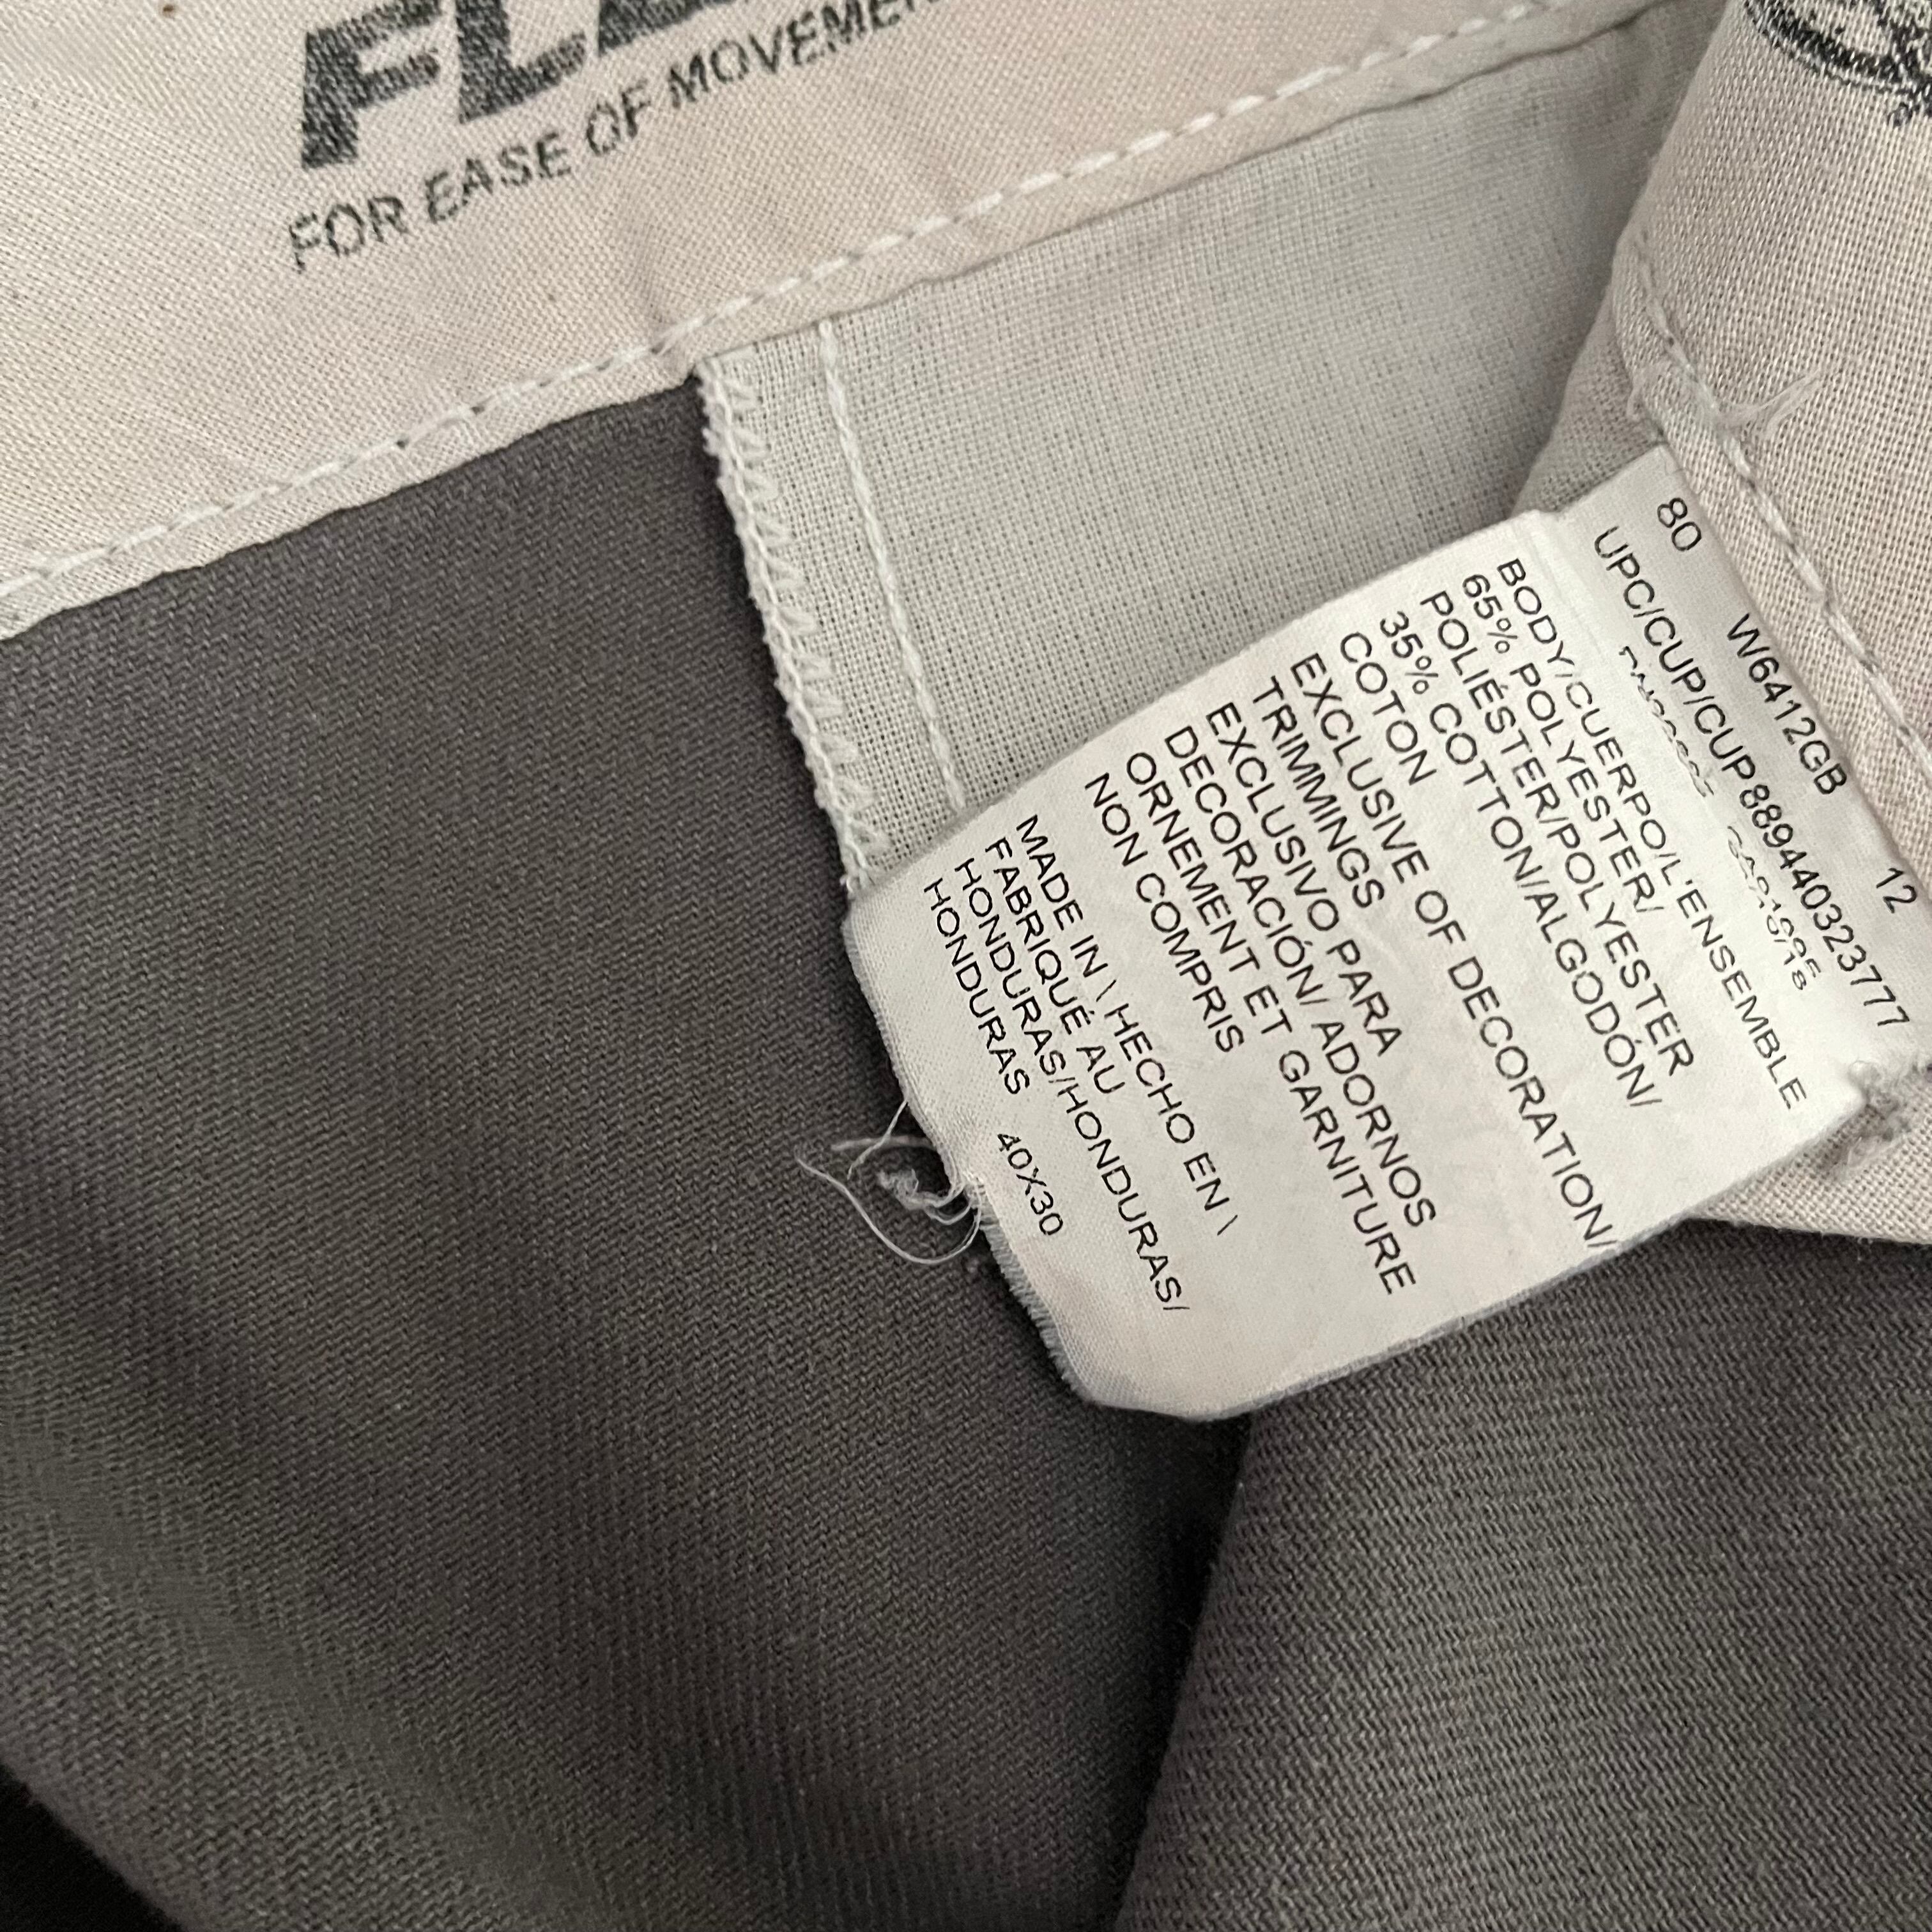 FOR EASE OF
80 W6412GB 12
UPC/CUP/CUP 889440323777
BODY/CUERPO/L'ENSEMBLE
65% POLYESTER/
POLIÉSTER/POLYESTER
35% COTTON/ALGODÓN/
COTON
EXCLUSIVE OF DECORATION/
TRIMMINGS
EXCLUSIVO PARA
DECORACIÓN/ ADORNOS
ORNEMENT ET GARNITURE
NON COMPRIS
MADE IN \ HECHO EN \
FABRIQUÉ AU
HONDURAS/HONDURAS/
HONDURAS 40X30